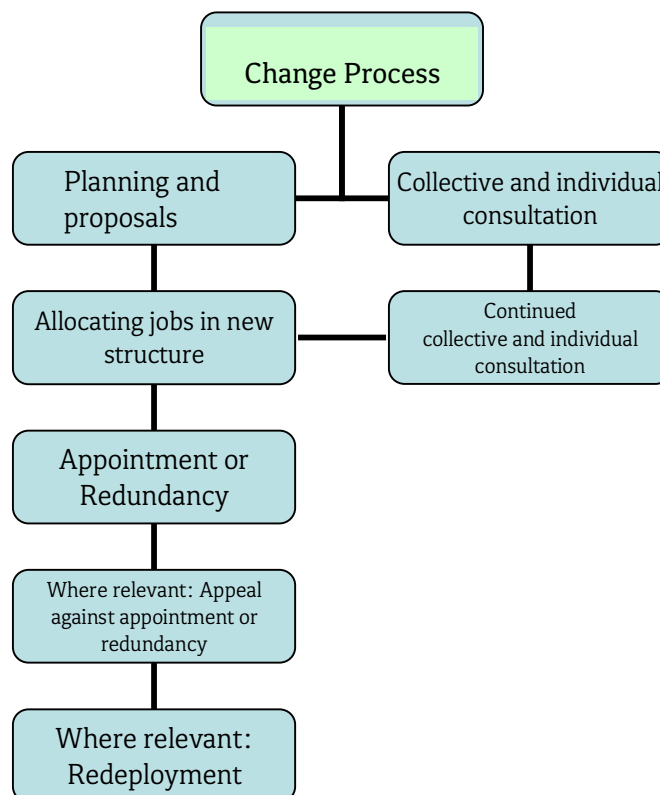 Change Process
Planning and
proposals
Collective and individual
consultation
Allocating jobs in new
structure
Continued
collective and individual
consultation
Appointment or
Redundancy
Where relevant: Appeal
against appointment or
redundancy
Where relevant:
Redeployment